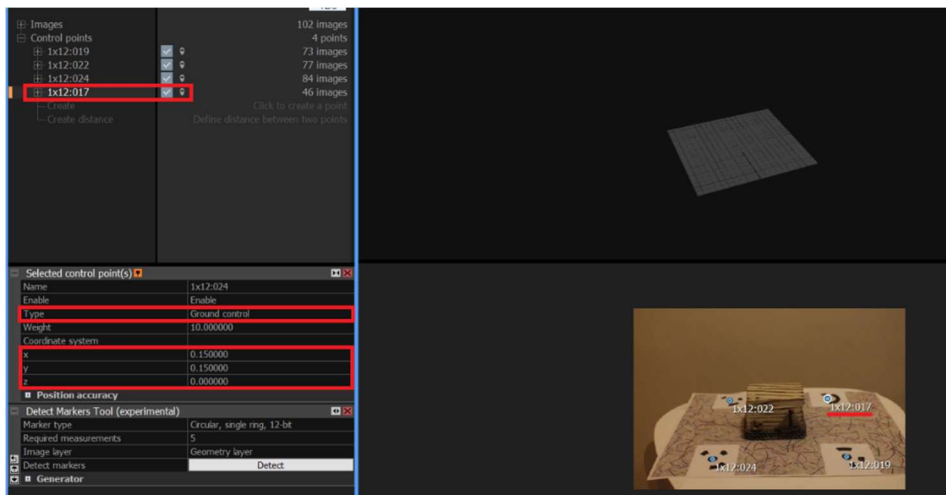 Images 102 images
Control points 4 points
1x12:019 73 images
1x12:022 77 images
1x12:024 84 images
1x12:017 46 images
Create Click to create a point
Create distance Define distance between two points
Selected control point(s)
Name 1x12:024
Enable Enable
Type Ground control
Weight 10.000000
Coordinate system
x 0.150000
y 0.150000
z 0.000000
Position accuracy
Detect Markers Tool (experimental)
Marker type Circular, single ring, 12-bit
Required measurements 5
Image layer Geometry layer
Detect markers Detect
Generator
1x12:022
1x12:017
1x12:024
1x12:019